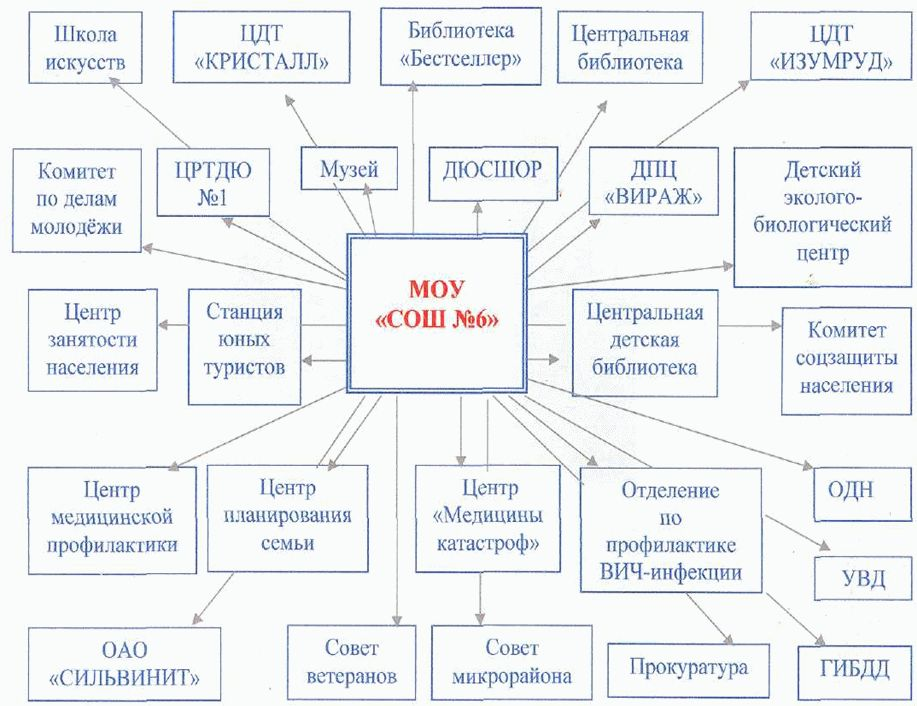 Школа
искусств
ЦДТ
«КРИСТАЛЛ»
Библиотека
«Бестселлер»
Центральная
библиотека
ЦДТ
«ИЗУМРУД»
Комитет
по делам
молодёжи
ЦРТДЮ
№1
Музей
ДЮСШОР
ДПЦ
«ВИРАЖ»
Детский
эколого-
биологический
центр
МОУ
«СОШ №6»
Центр
занятости
населения
Станция
юных
туристов
Центральная
детская
библиотека
Комитет
соцзащиты
населения
Центр
медицинской
профилактики
Центр
планирования
семьи
Центр
«Медицины
катастроф»
Отделение
по
профилактике
ВИЧ-инфекции
ОДН
УВД
ОАО
«СИЛЬВИНИТ»
Совет
ветеранов
Совет
микрорайона
Прокуратура
ГИБДД